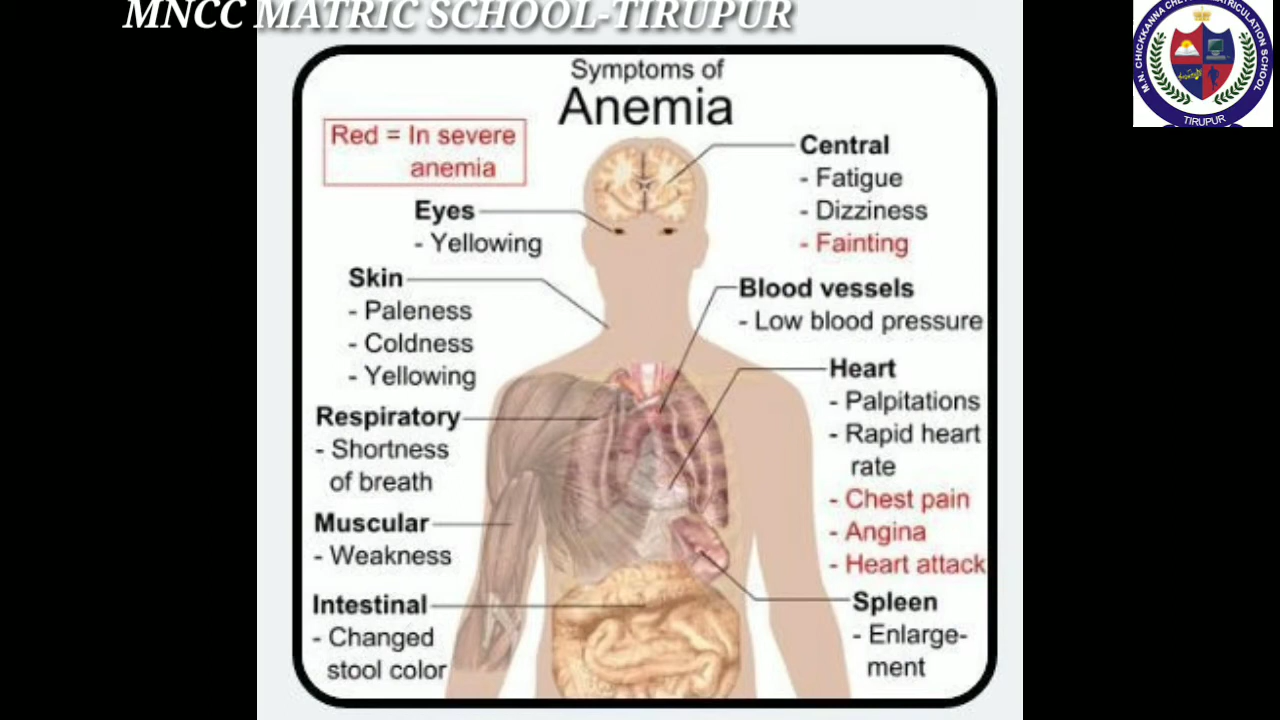 MNCC MATRIC SCHOOL-TIRUPUR
Symptoms of
Anemia
Red = In severe
anemia
Eyes
- Yellowing
Skin
- Paleness
- Coldness
- Yellowing
Respiratory
- Shortness
of breath
Muscular
- Weakness
Intestinal
- Changed
stool color
Central
- Fatigue
- Dizziness
- Fainting
Blood vessels
- Low blood pressure
Heart
- Palpitations
- Rapid heart
rate
- Chest pain
- Angina
- Heart attack
Spleen
- Enlarge-
ment
M.N. CHICKKANNA
SCHOOL
TIRUPUR